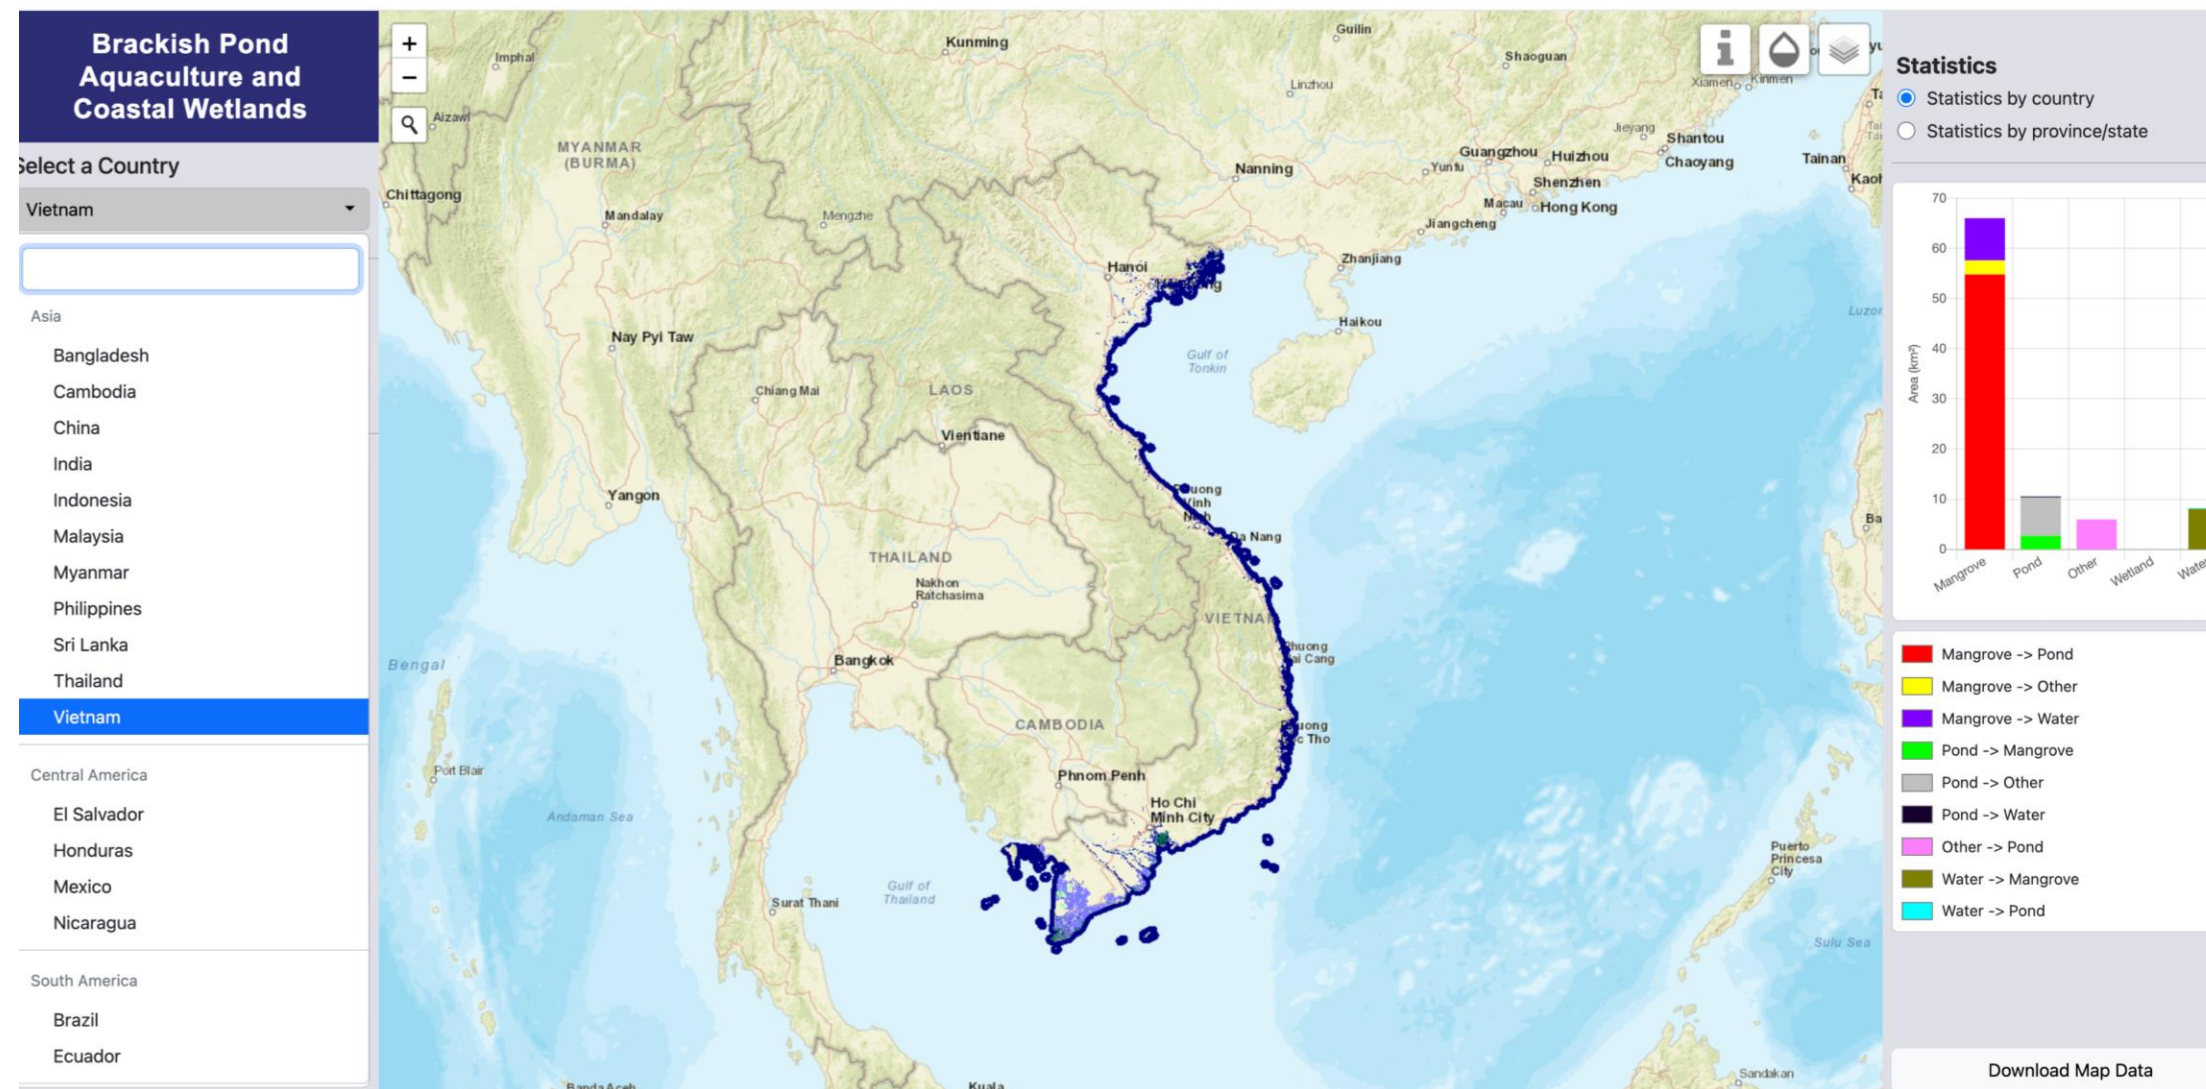 Brackish Pond
Aquaculture and
Coastal Wetlands
Select a Country
Vietnam
Asia
Bangladesh
Cambodia
China
India
Indonesia
Malaysia
Myanmar
Philippines
Sri Lanka
Thailand
Vietnam
Central America
El Salvador
Honduras
Mexico
Nicaragua
South America
Brazil
Ecuador
+
−
Imphal
Aizawl
Chittagong
MYANMAR
(BURMA)
Mandalay
Nay Pyi Taw
Yangon
Kunming
Mengzhe
Chiang Mai
LAOS
Vientiane
THAILAND
Nakhon
Ratchasima
Bangkok
CAMBODIA
Phnom Penh
Ho Chi
Minh City
Hanoi
Gulf of
Tonkin
Da Nang
VIETNAM
Guilin
Shaoguan
Linzhou
Xiamen
Kinmen
Jieyang
Shantou
Chaoyang
Guangzhou
Huizhou
Yunfu
Shenzhen
Macau
Hong Kong
Jiangcheng
Nanning
Zhanjiang
Haikou
Tainan
Bengal
Port Blair
Andaman Sea
Surat Thani
Gulf of
Thailand
Banda Aceh
Kuala
Puerto
Princesa
City
Sulu Sea
Sandakan
Statistics
Statistics by country
Statistics by province/state
70
60
50
40
30
20
10
0
Area (km²)
Mangrove
Pond
Other
Wetland
Mangrove -> Pond
Mangrove -> Other
Mangrove -> Water
Pond -> Mangrove
Pond -> Other
Pond -> Water
Other -> Pond
Water -> Mangrove
Water -> Pond
Download Map Data